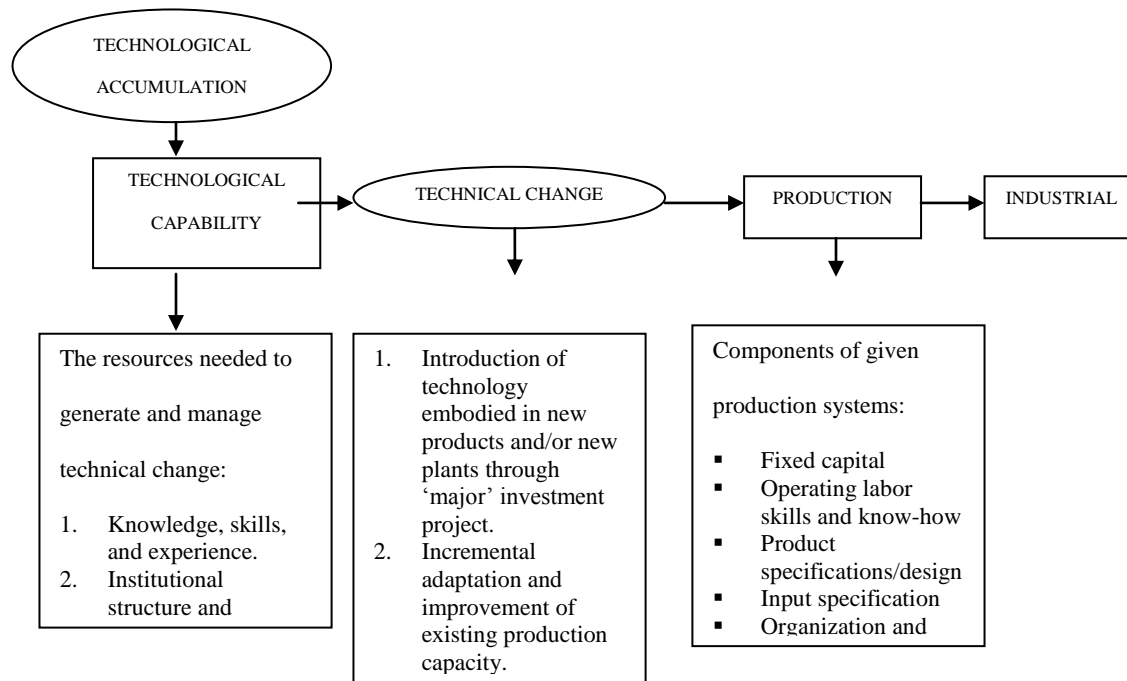 TECHNOLOGICAL
ACCUMULATION
TECHNOLOGICAL
CAPABILITY
TECHNICAL CHANGE
PRODUCTION
INDUSTRIAL
The resources needed to
generate and manage
technical change:
1. Knowledge, skills,
and experience.
2. Institutional
structure and
1. Introduction of
technology
embodied in new
products and/or new
plants through
‘major’ investment
project.
2. Incremental
adaptation and
improvement of
existing production
capacity.
Components of given
production systems:
▪ Fixed capital
▪ Operating labor
skills and know-how
▪ Product
specifications/design
▪ Input specification
▪ Organization and